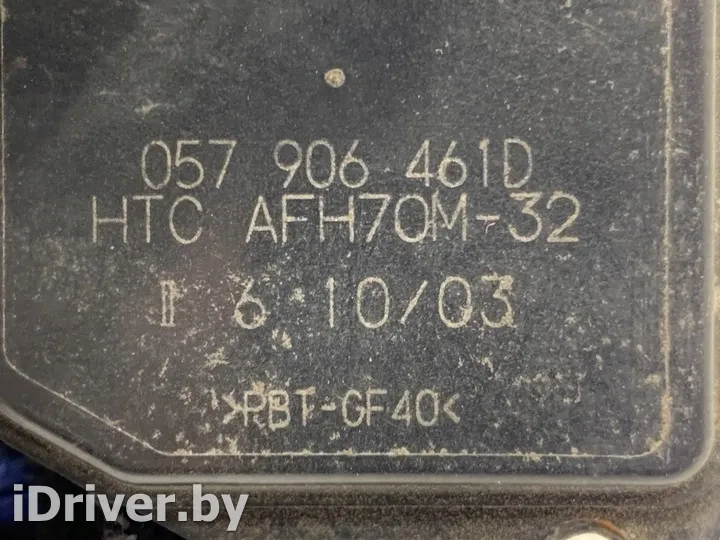 057 906 461D
HTC AFH70M-32
6 10/03
>PBT-GF40<
iDriver.by